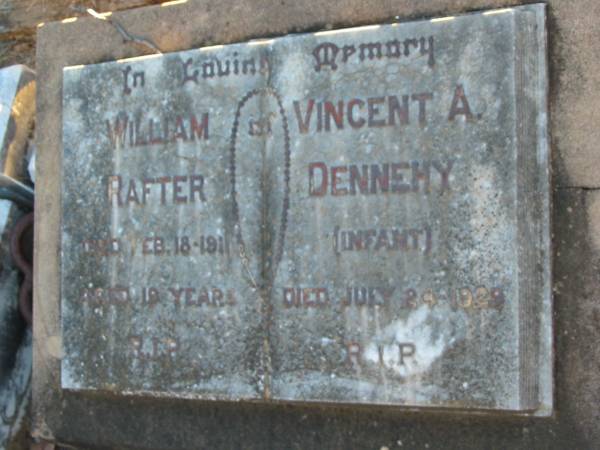 In Loving Memory
WILLIAM
RAFTER
DIED FEB. 18-1911
AGED 19 YEARS
R.I.P.
VINCENT A.
DENNEHY
(INFANT)
DIED JULY 24-1929
R.I.P.